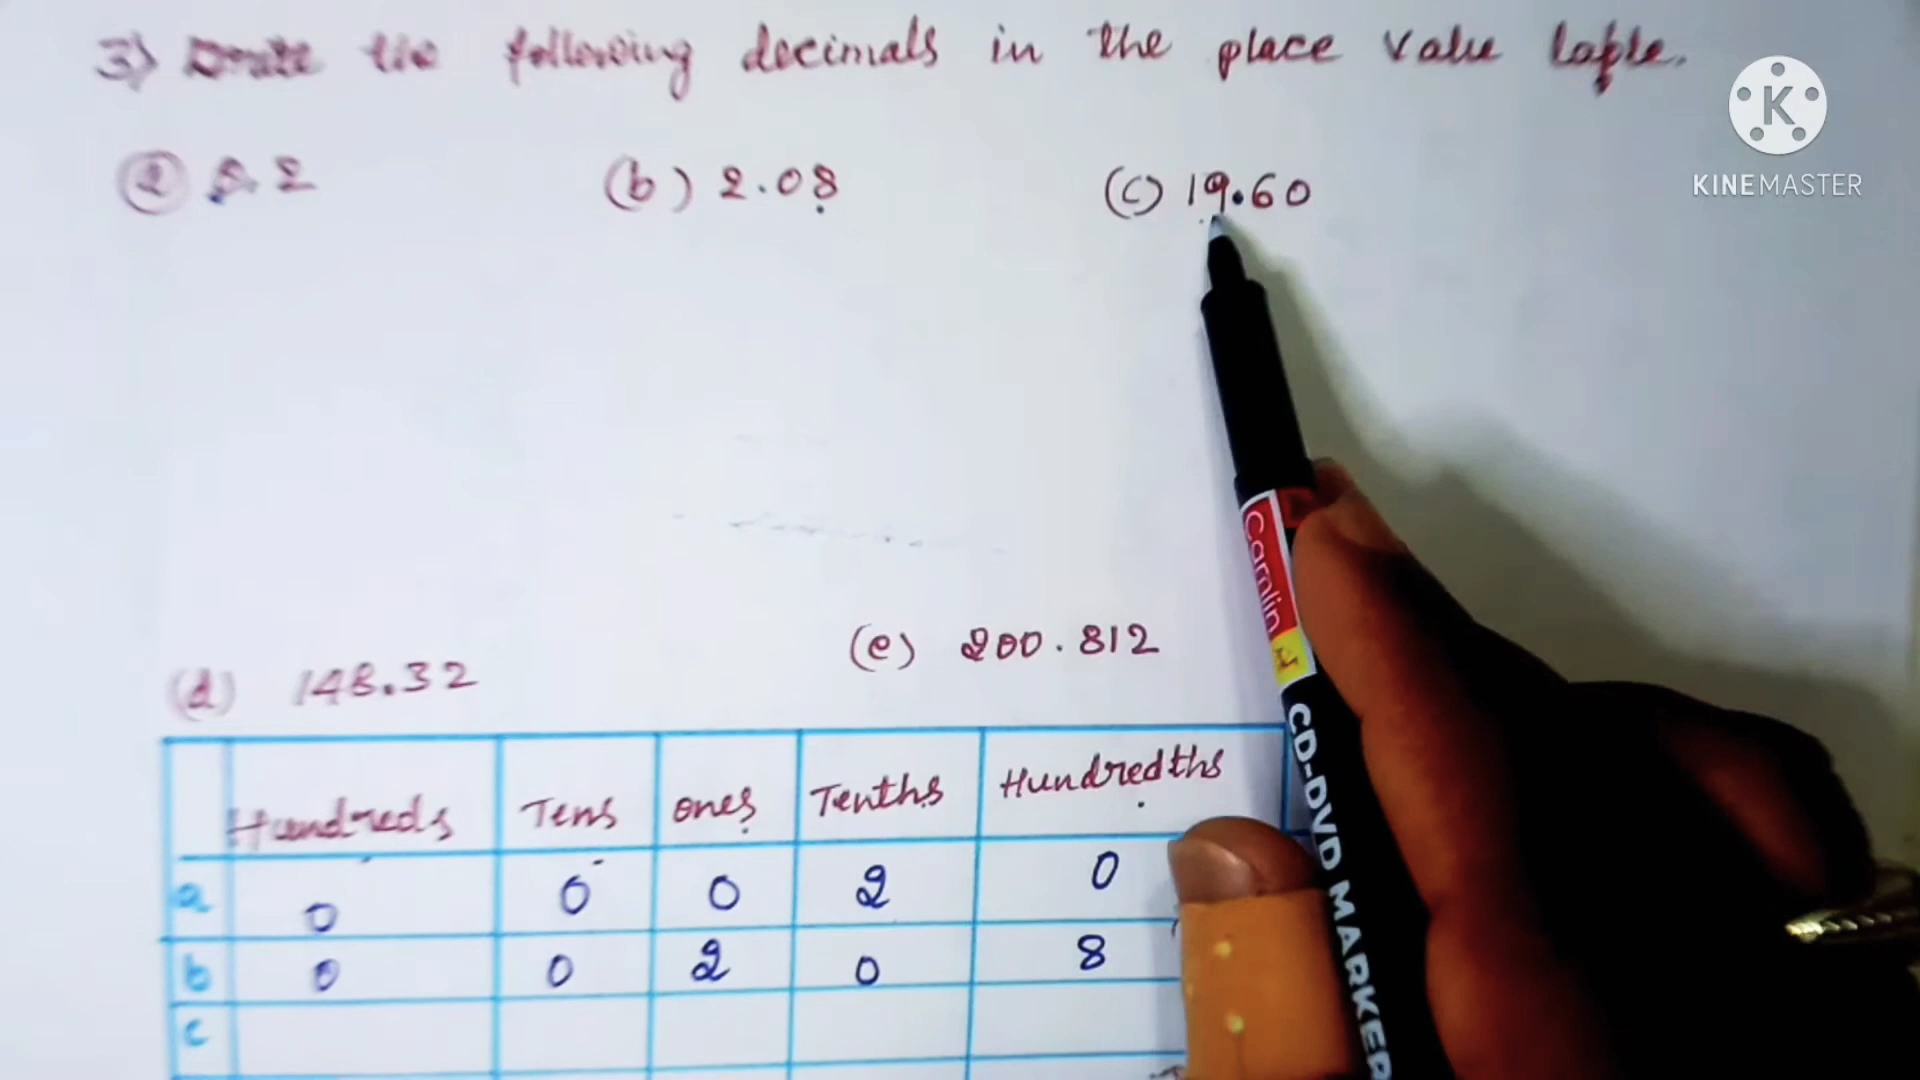 3) Write the following decimals in the place value table.
(a) 0.2 (b) 2.08 (c) 19.60
KINEMASTER
(d) 148.32 (e) 200.812
Hundreds Tens Ones Tenths Hundredths
a 0 0 0 2 0
b 0 0 2 0 8
c
Camlin
CD-DVD MARKER